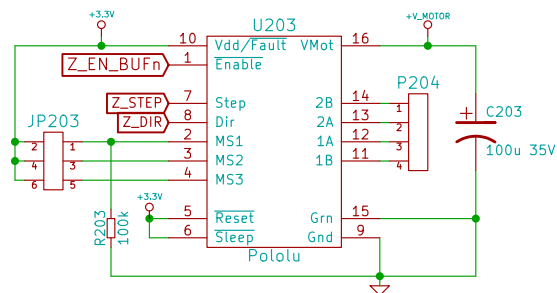 +3.3V
U203
+V_MOTOR
10 Vdd/Fault VMot 16
Z_EN_BUFn 1 Enable
P204
Z_STEP 7 Step 2B 14 1
Z_DIR 8 Dir 2A 13 2
JP203
2 1 2 MS1 1A 12 3
4 3 3 MS2 1B 11 4
6 5 4 MS3
C203
100u 35V
+3.3V
R203
100k
5 Reset Grn 15
6 Sleep Gnd 9
Pololu